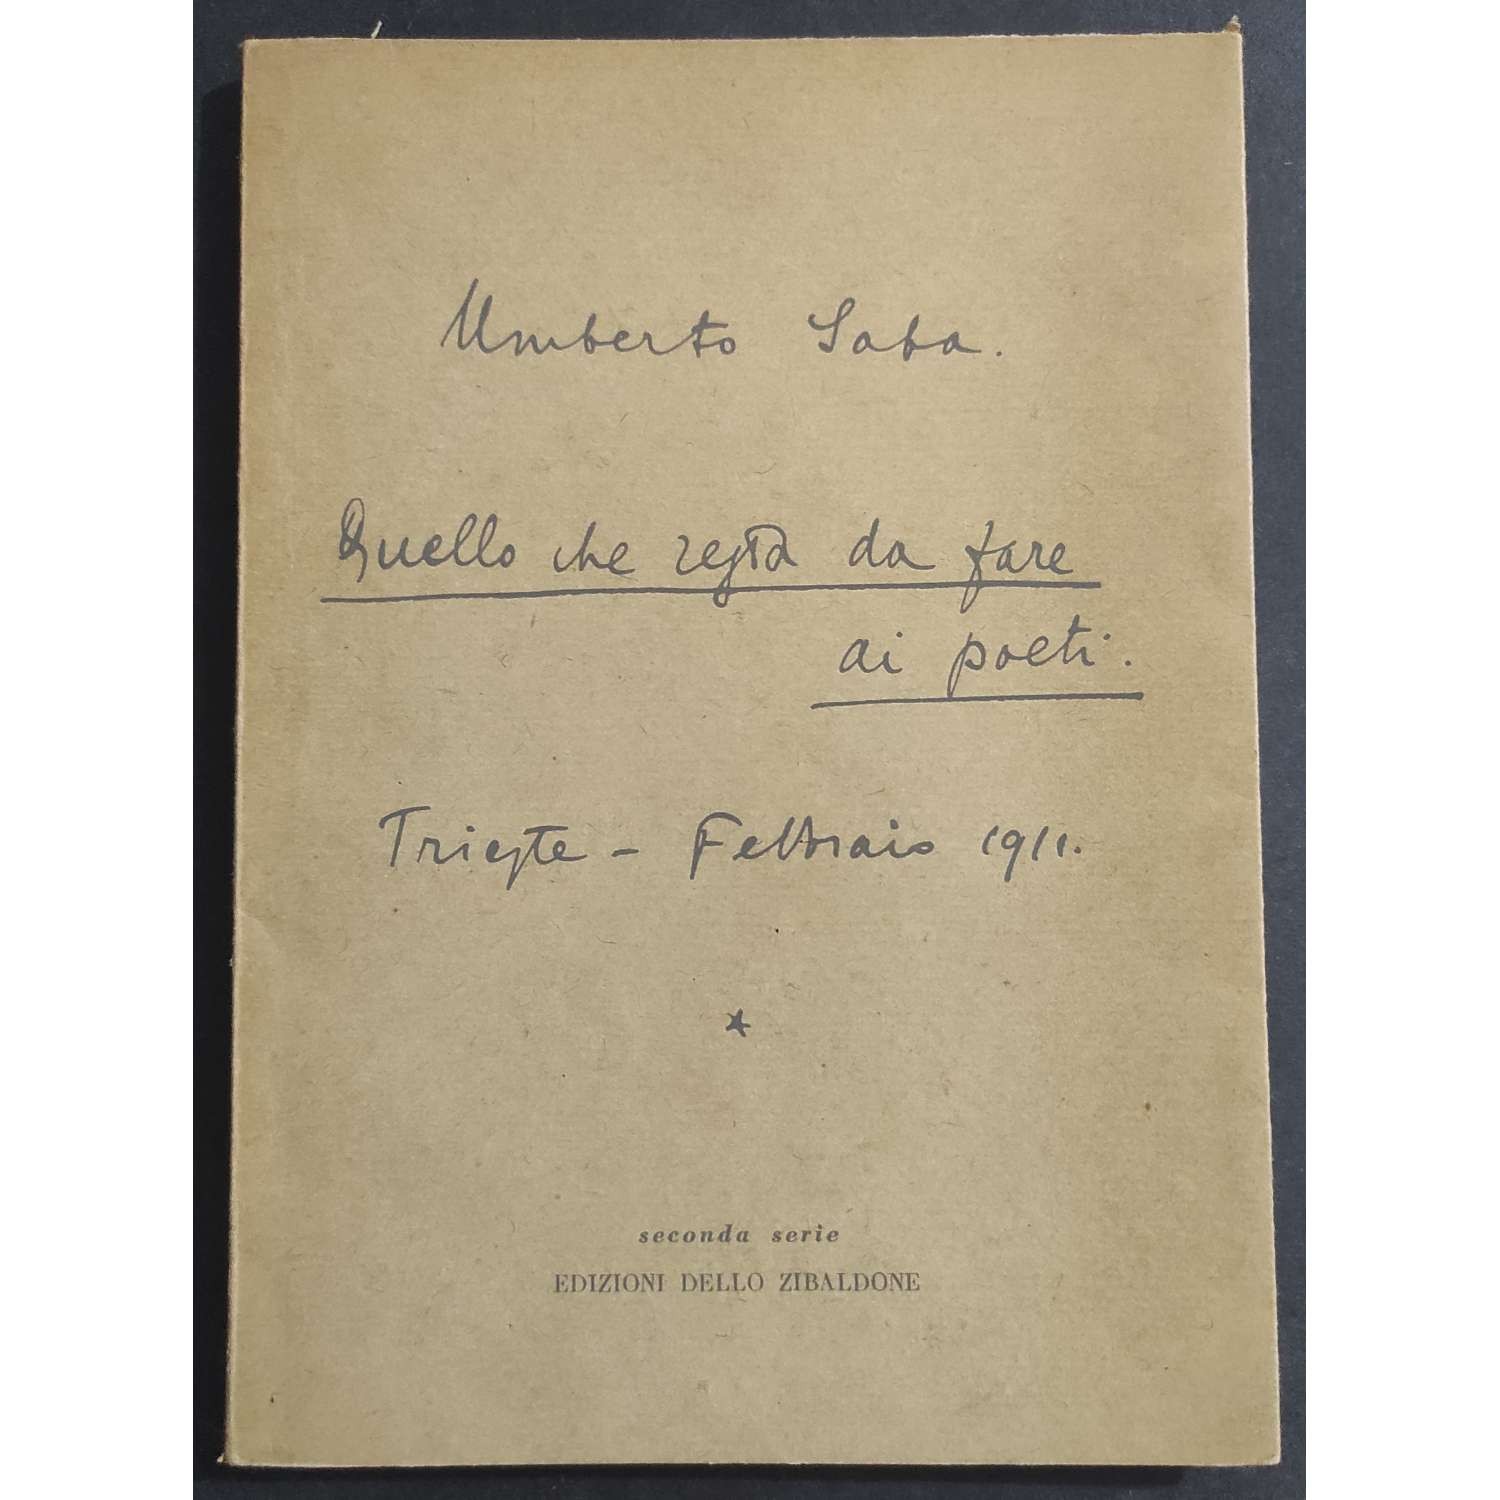 Umberto Saba.
Quello che resta da fare
ai poeti.
Trieste - Febbraio 1911.
seconda serie
EDIZIONI DELLO ZIBALDONE